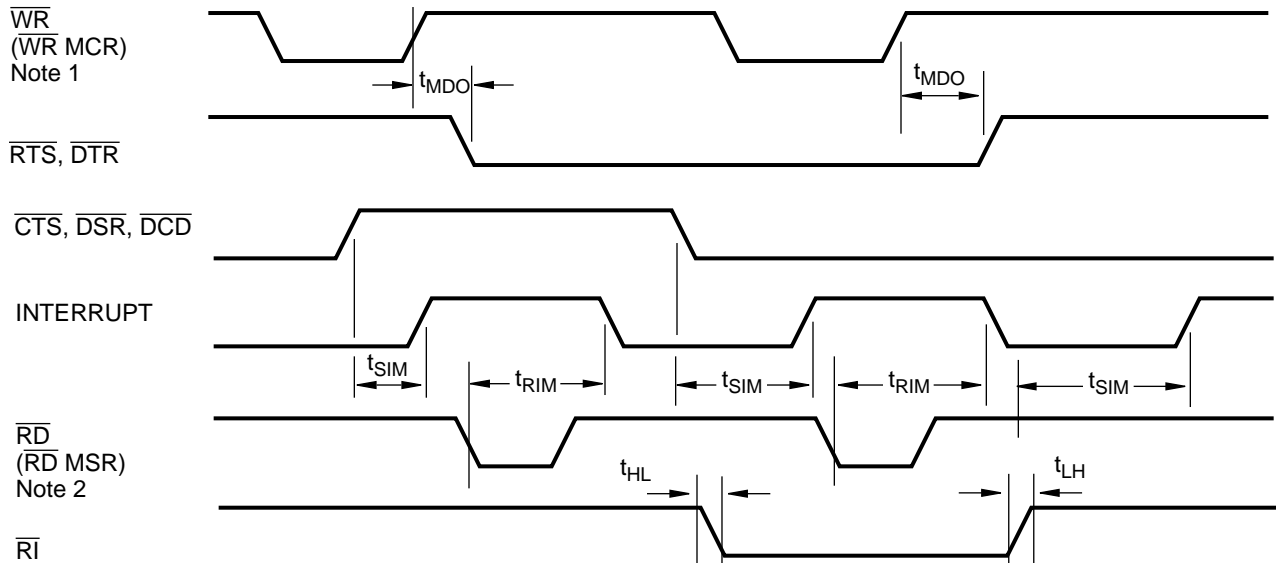 WR
(WR MCR)
Note 1
tMDO
tMDO
RTS, DTR
CTS, DSR, DCD
INTERRUPT
tSIM
tRIM
tSIM
tRIM
tSIM
RD
(RD MSR)
Note 2
tHL
tLH
RI